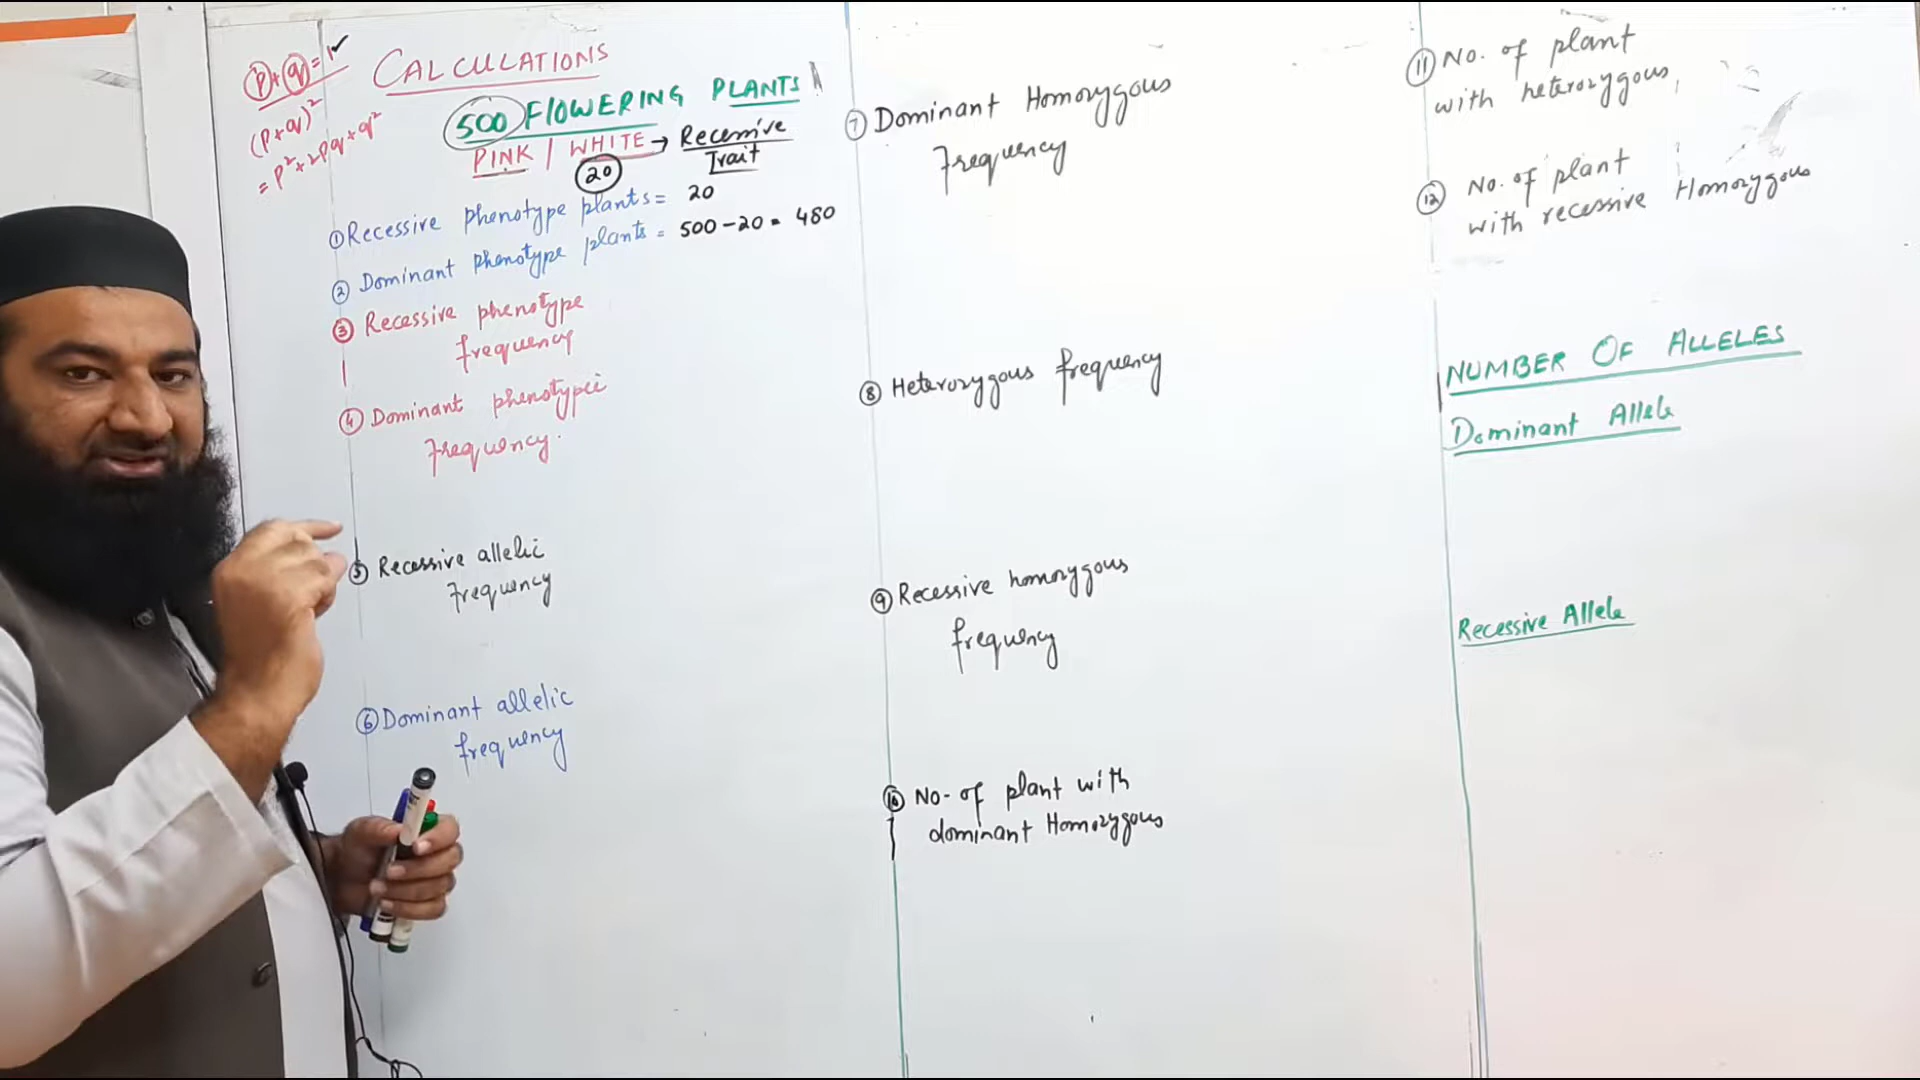 p+q=1✓
(p+q)²
= p²+2pq+q²
CALCULATIONS
500 FlOWERING PLANTS
PINK / WHITE → Recessive
Trait
20
① Recessive phenotype plants = 20
② Dominant phenotype plants = 500 - 20 = 480
③ Recessive phenotype
frequency
④ Dominant phenotypic
Frequency.
⑤ Recessive allelic
Frequency
⑥ Dominant allelic
frequency
⑦ Dominant Homozygous
Frequency
⑧ Heterozygous frequency
⑨ Recessive homozygous
frequency
⑩ No- of plant with
dominant Homozygous
⑪ No. of plant
with heterozygous,
⑫ No. of plant
with recessive Homozygous
NUMBER OF ALLELES
Dominant Allele
Recessive Allele